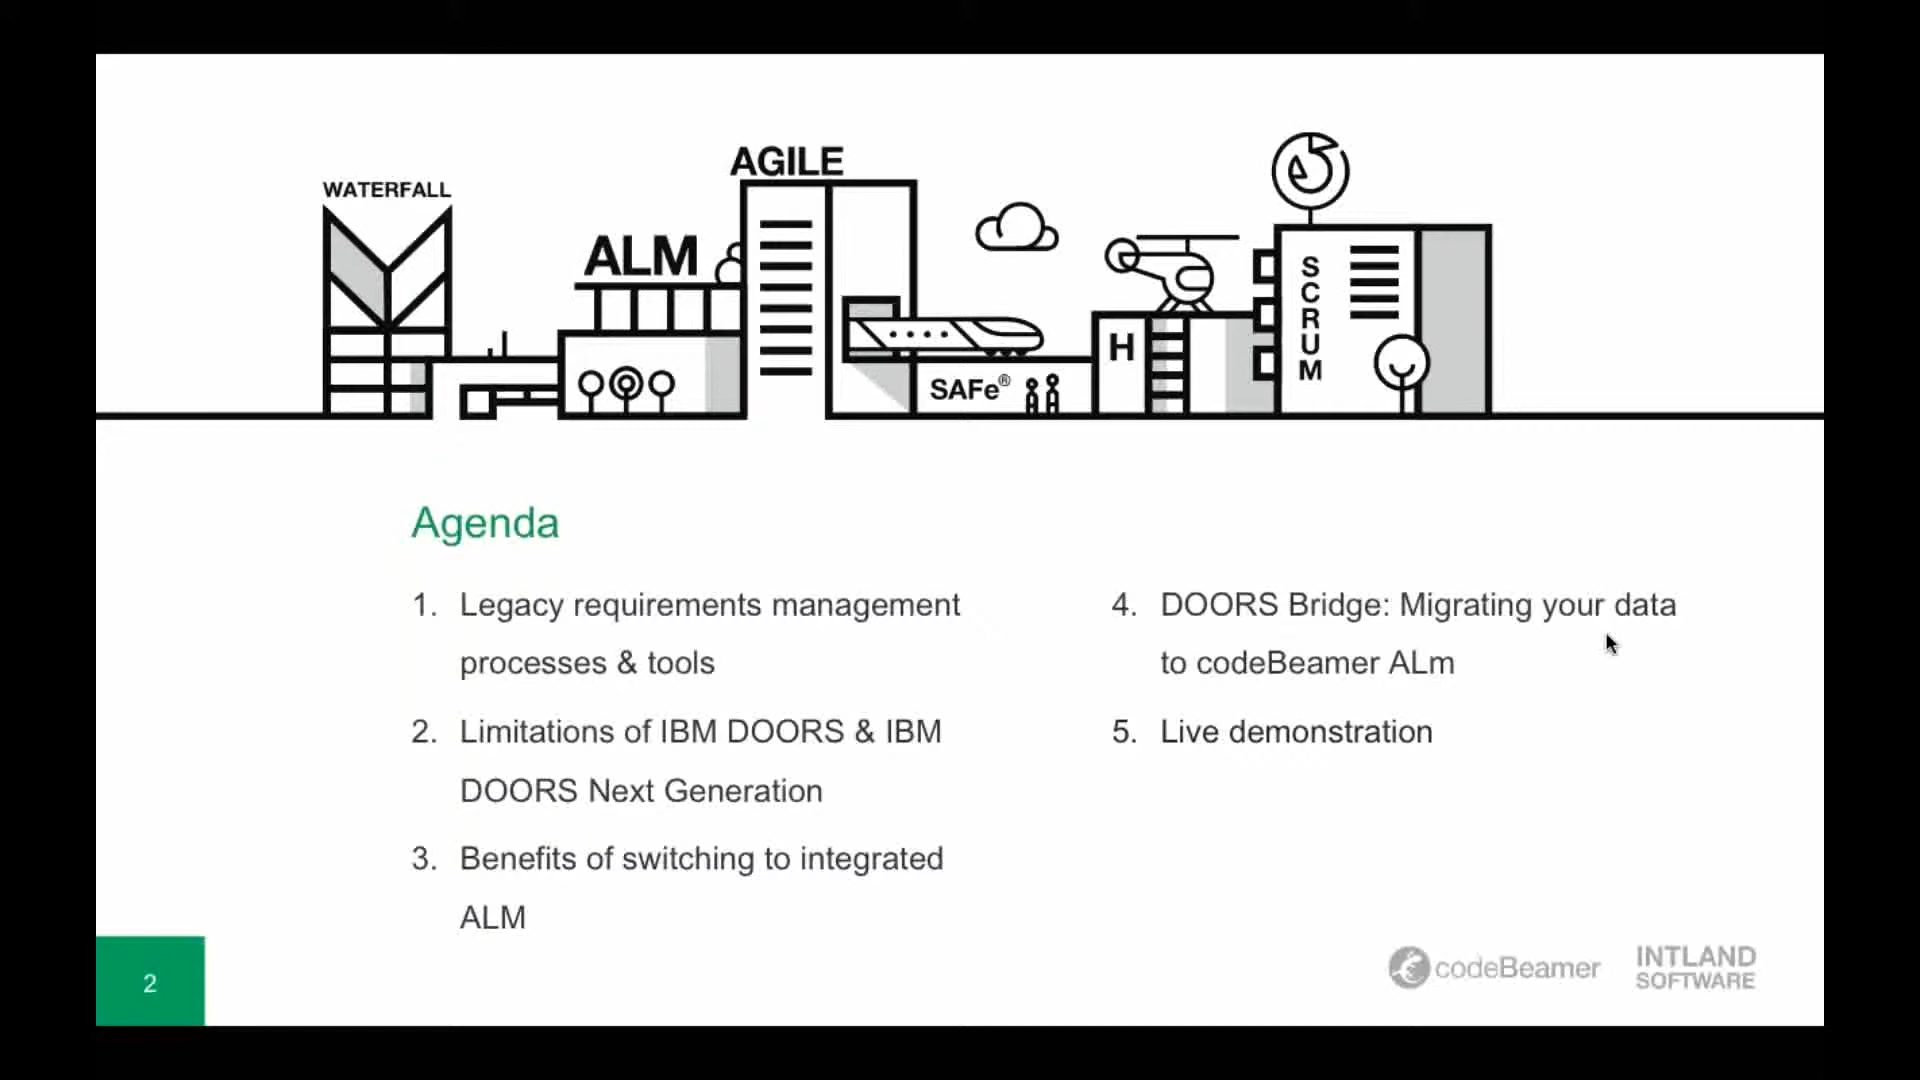 WATERFALL
ALM
AGILE
SAFe®
H
SCRUM
Agenda
1. Legacy requirements management
processes & tools
2. Limitations of IBM DOORS & IBM
DOORS Next Generation
3. Benefits of switching to integrated
ALM
4. DOORS Bridge: Migrating your data
to codeBeamer ALm
5. Live demonstration
2
codeBeamer
INTLAND
SOFTWARE